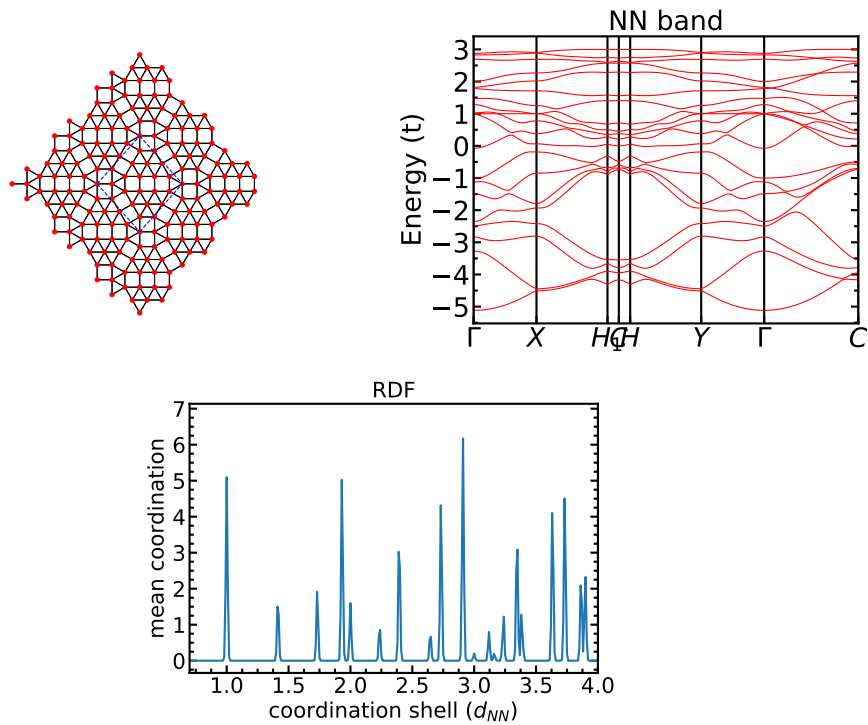 NN band
Energy (t)
3
2
1
0
−1
−2
−3
−4
−5
Γ X H₁ C H Y Γ C
RDF
mean coordination
7
6
5
4
3
2
1
0
1.0 1.5 2.0 2.5 3.0 3.5 4.0
coordination shell (dNN)